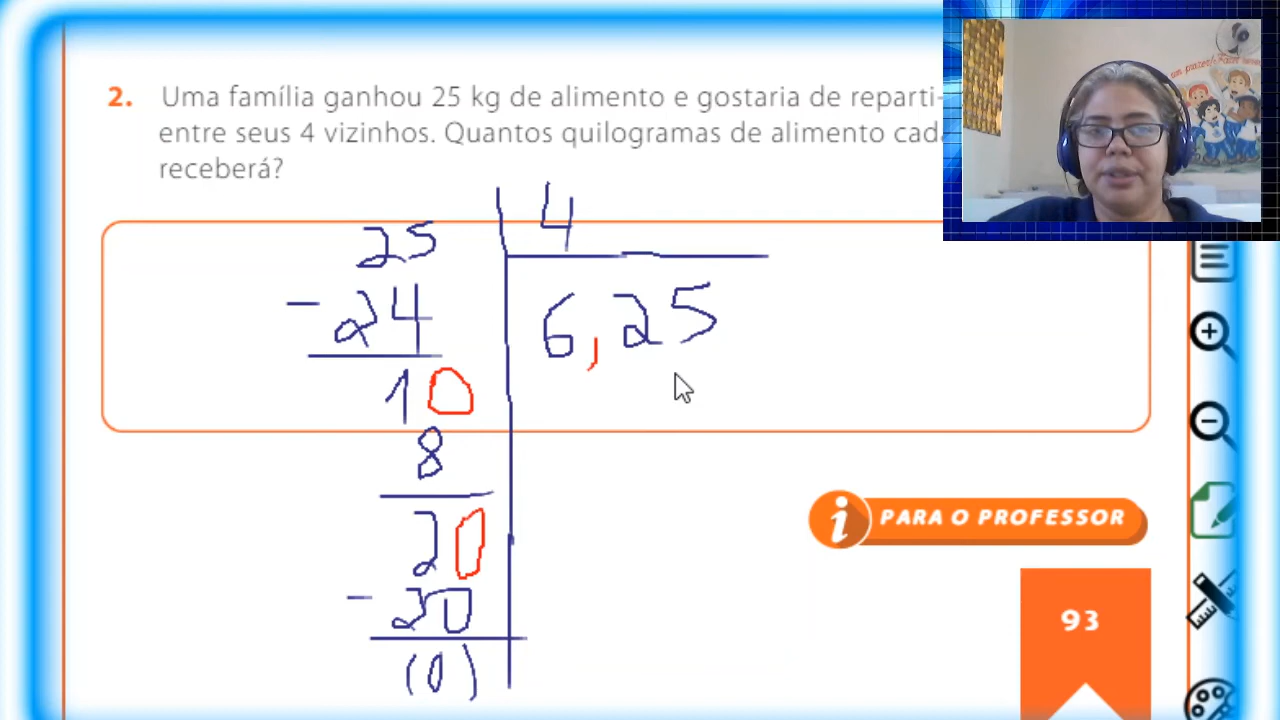 2. Uma família ganhou 25 kg de alimento e gostaria de reparti-
entre seus 4 vizinhos. Quantos quilogramas de alimento cada
receberá?
25 4
- 24 6,25
10
8
20
- 20
(0)
PARA O PROFESSOR
93